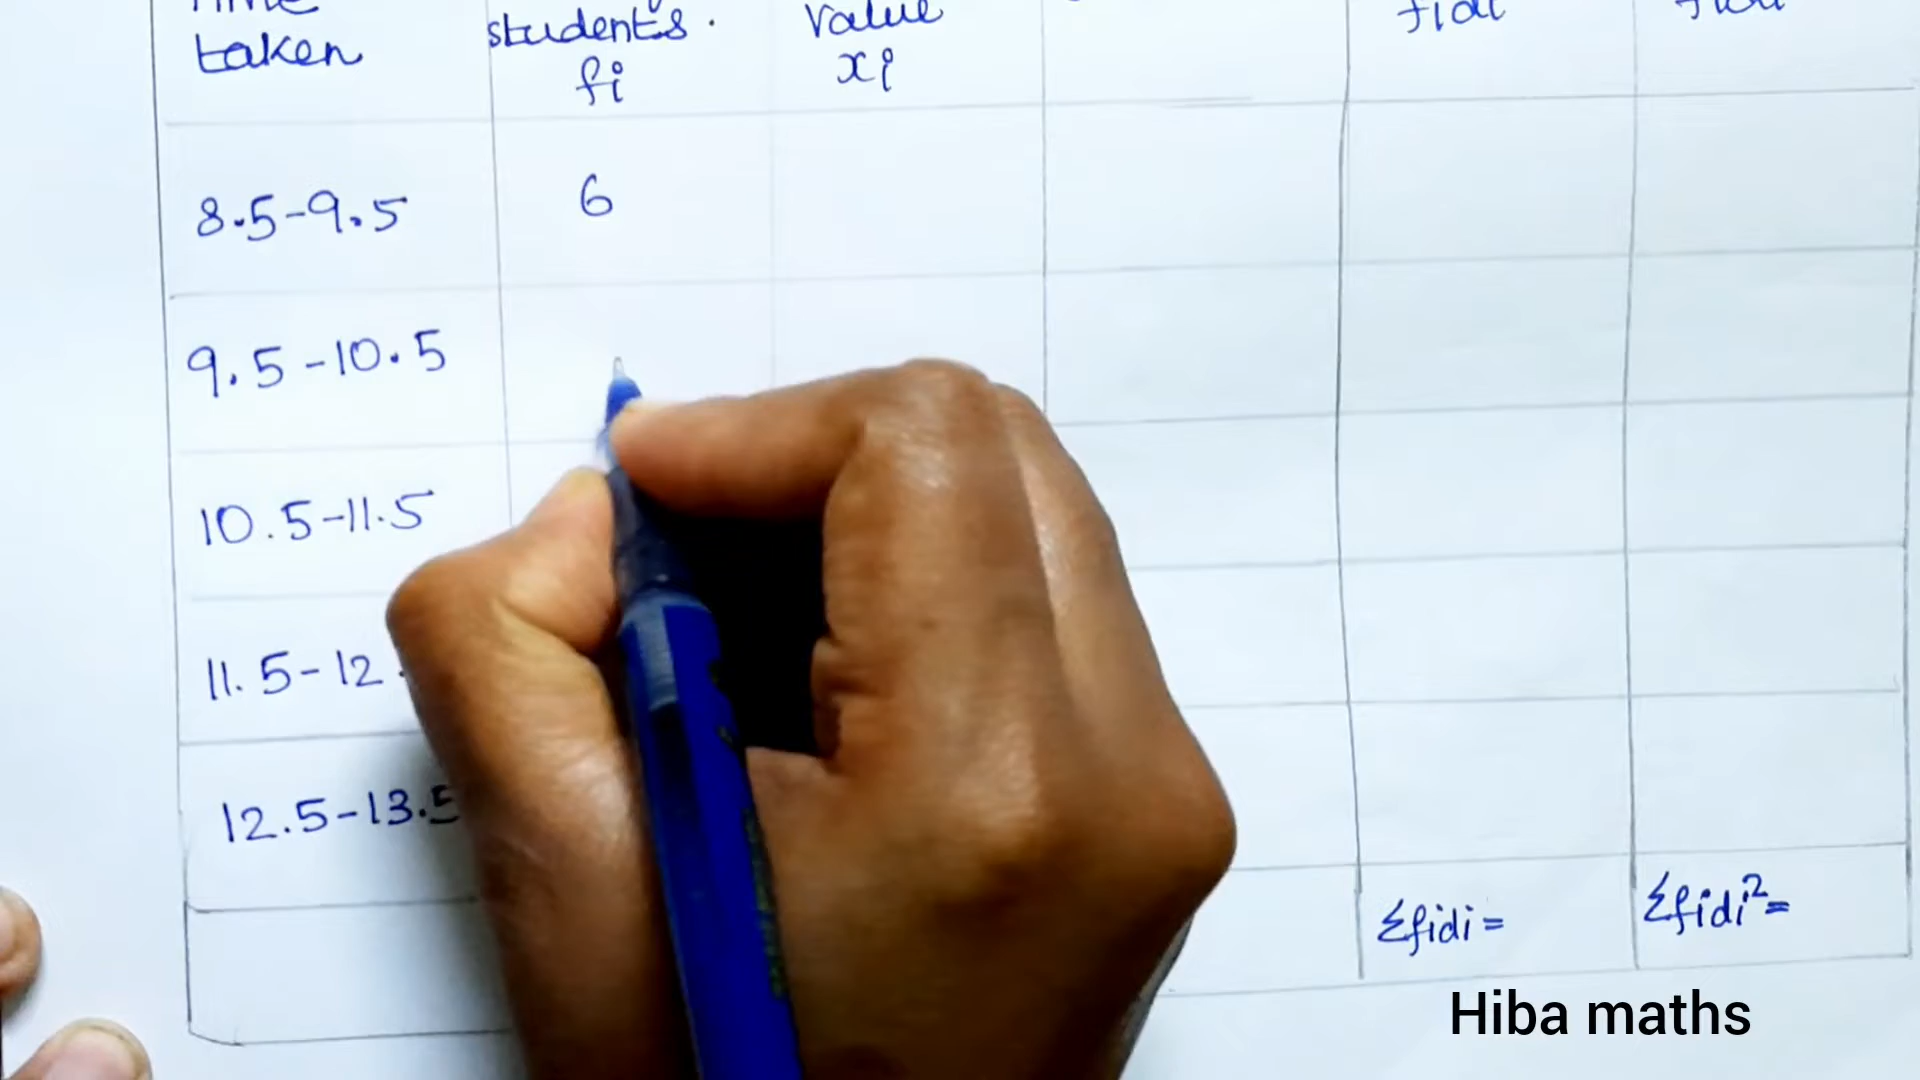 taken
students.
fi
value
xi
8.5-9.5
6
9.5-10.5
10.5-11.5
11.5-12.
12.5-13.5
Σfidi=
Σfidi²=
Hiba maths